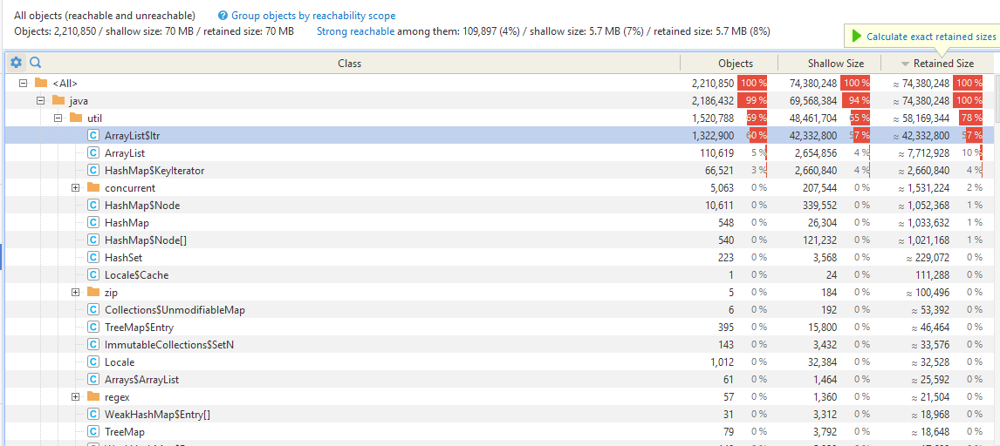 All objects (reachable and unreachable) Group objects by reachability scope
Objects: 2,210,850 / shallow size: 70 MB / retained size: 70 MB Strong reachable among them: 109,897 (4%) / shallow size: 5.7 MB (7%) / retained size: 5.7 MB (8%)
Calculate exact retained sizes
Class Objects Shallow Size Retained Size
<All> 2,210,850 100 % 74,380,248 100 % ≈ 74,380,248 100 %
java 2,186,432 99 % 69,568,384 94 % ≈ 74,380,248 100 %
util 1,520,788 69 % 48,461,704 65 % ≈ 58,169,344 78 %
ArrayList$Itr 1,322,900 60 % 42,332,800 57 % ≈ 42,332,800 57 %
ArrayList 110,619 5 % 2,654,856 4 % ≈ 7,712,928 10 %
HashMap$KeyIterator 66,521 3 % 2,660,840 4 % ≈ 2,660,840 4 %
concurrent 5,063 0 % 207,544 0 % ≈ 1,531,224 2 %
HashMap$Node 10,611 0 % 339,552 0 % ≈ 1,052,368 1 %
HashMap 548 0 % 26,304 0 % ≈ 1,033,632 1 %
HashMap$Node[] 540 0 % 121,232 0 % ≈ 1,021,168 1 %
HashSet 223 0 % 3,568 0 % ≈ 229,072 0 %
Locale$Cache 1 0 % 24 0 % 111,288 0 %
zip 5 0 % 184 0 % ≈ 100,496 0 %
Collections$UnmodifiableMap 6 0 % 192 0 % ≈ 53,392 0 %
TreeMap$Entry 395 0 % 15,800 0 % ≈ 46,464 0 %
ImmutableCollections$SetN 143 0 % 3,432 0 % ≈ 33,576 0 %
Locale 1,012 0 % 32,384 0 % ≈ 32,528 0 %
Arrays$ArrayList 61 0 % 1,464 0 % ≈ 25,592 0 %
regex 57 0 % 1,360 0 % ≈ 21,504 0 %
WeakHashMap$Entry[] 31 0 % 3,312 0 % ≈ 18,968 0 %
TreeMap 79 0 % 3,792 0 % ≈ 18,648 0 %